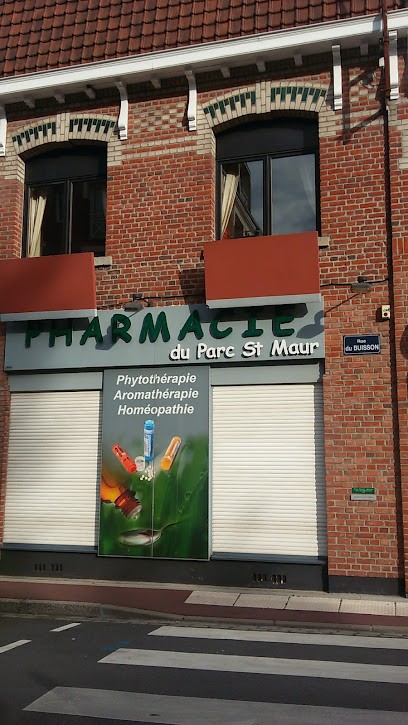 PHARMACIE
du Parc St Maur
Rue
du BUISSON
Phytothérapie
Aromathérapie
Homéopathie